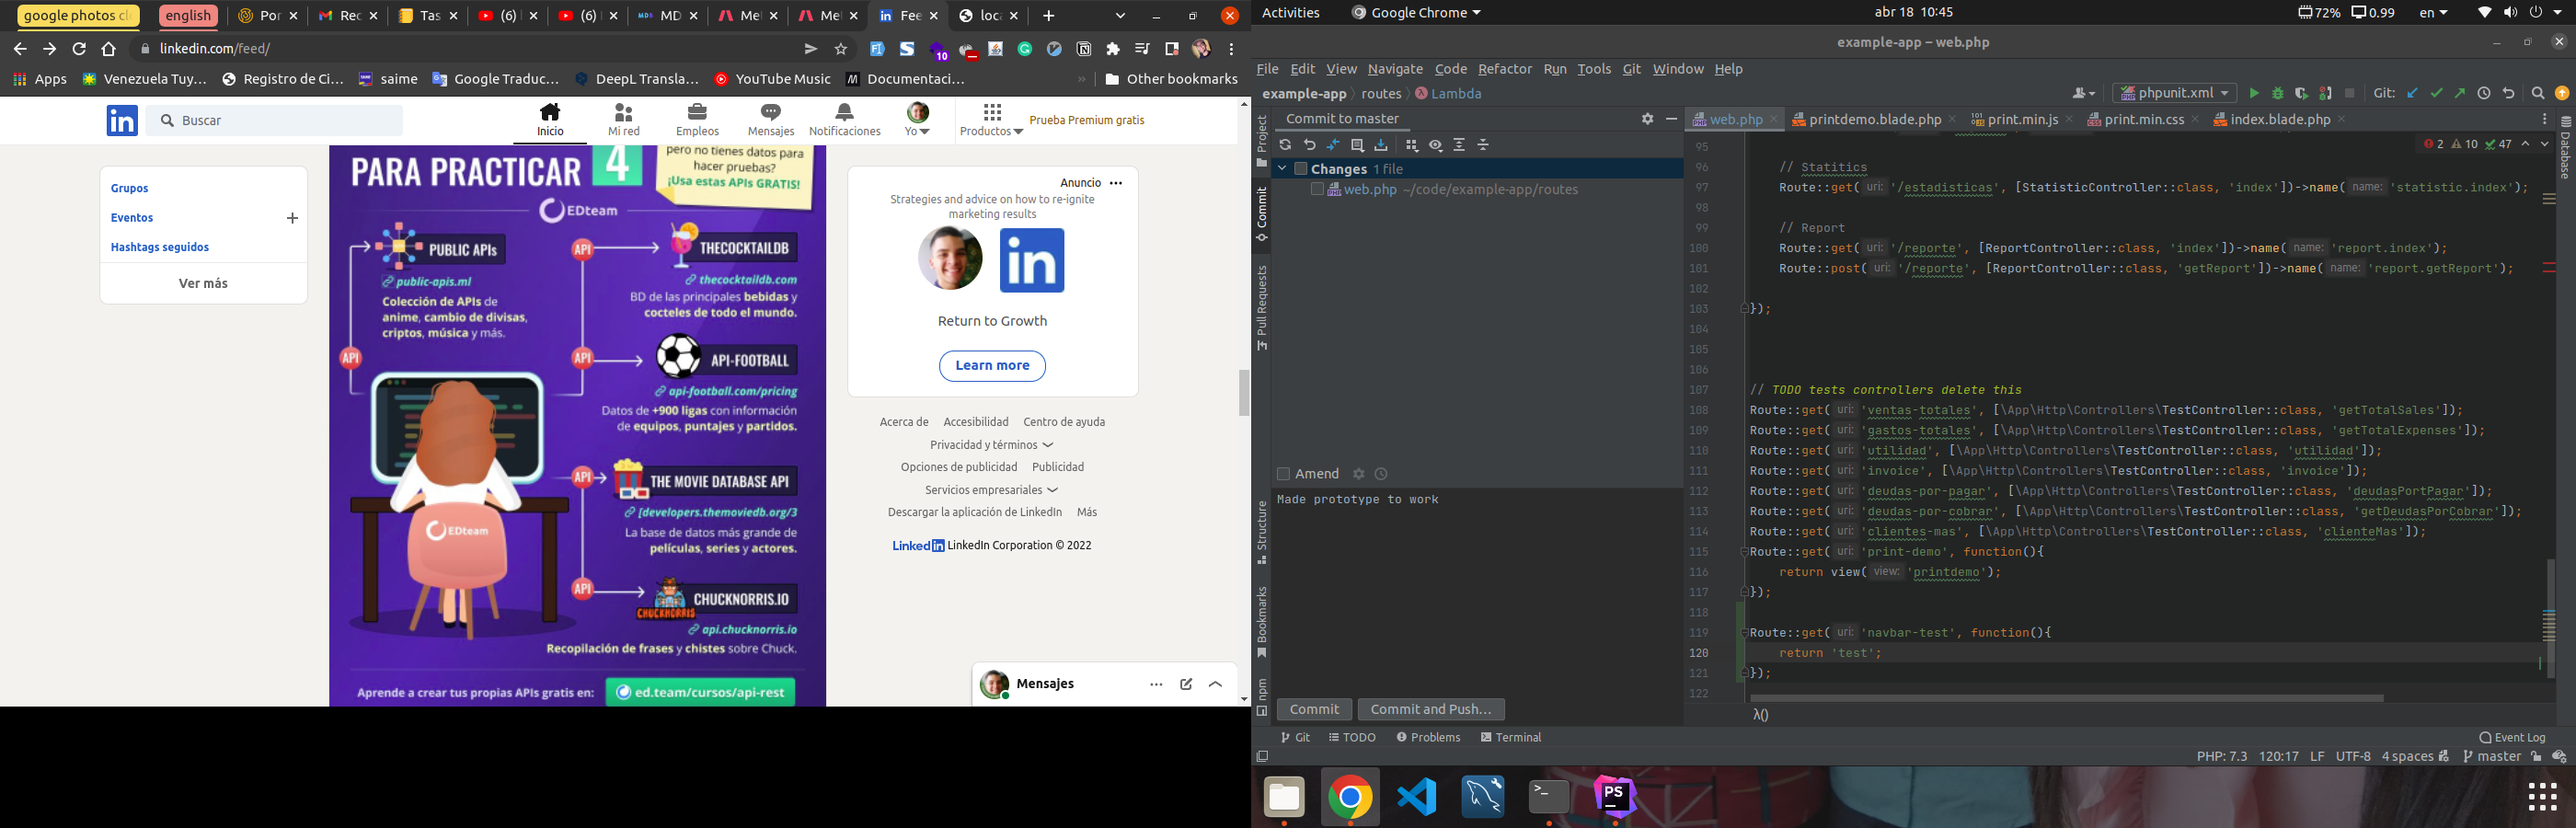 google photos cl
english
Por
Rec
Tas
(6)
(6)
MD
Mel
Mel
Fee
loca
linkedin.com/feed/
10
Apps
Venezuela Tuy...
Registro de Ci...
saime
Google Traduc...
DeepL Transla...
YouTube Music
Documentaci...
»
Other bookmarks
Buscar
Inicio
Mi red
Empleos
Mensajes
Notificaciones
Yo
Productos
Prueba Premium gratis
Grupos
Eventos
Hashtags seguidos
Ver más
PARA PRACTICAR 4
pero no tienes datos para
hacer pruebas?
¡Usa estas APIs GRATIS!
EDteam
PUBLIC APIs
public-apis.ml
Colección de APIs de
anime, cambio de divisas,
criptos, música y más.
API
API
THECOCKTAILDB
thecocktaildb.com
BD de las principales bebidas y
cocteles de todo el mundo.
API
API-FOOTBALL
api-football.com/pricing
Datos de +900 ligas con información
de equipos, puntajes y partidos.
API
THE MOVIE DATABASE API
[developers.themoviedb.org/3
La base de datos más grande de
películas, series y actores.
EDteam
API
CHUCKNORRIS
CHUCKNORRIS.IO
api.chucknorris.io
Recopilación de frases y chistes sobre Chuck.
Aprende a crear tus propias APIs gratis en:
ed.team/cursos/api-rest
Anuncio
Strategies and advice on how to re-ignite
marketing results
in
Return to Growth
Learn more
Acerca de
Accesibilidad
Centro de ayuda
Privacidad y términos
Opciones de publicidad
Publicidad
Servicios empresariales
Descargar la aplicación de LinkedIn
Más
LinkedIn LinkedIn Corporation © 2022
Mensajes
Activities
Google Chrome
abr 18 10:45
72%
0.99
en
example-app – web.php
File Edit View Navigate Code Refactor Run Tools Git Window Help
example-app
routes
Lambda
phpunit.xml
Git:
Project
Commit
Pull Requests
Structure
Bookmarks
npm
Commit to master
Changes 1 file
web.php ~/code/example-app/routes
Amend
Made prototype to work
Commit
Commit and Push...
web.php
printdemo.blade.php
print.min.js
print.min.css
index.blade.php
Database
2 10 47
95
96 // Statitics
97 Route::get( uri: '/estadisticas', [StatisticController::class, 'index'])->name( name: 'statistic.index');
98
99 // Report
100 Route::get( uri: '/reporte', [ReportController::class, 'index'])->name( name: 'report.index');
101 Route::post( uri: '/reporte', [ReportController::class, 'getReport'])->name( name: 'report.getReport');
102
103 });
104
105
106
107 // TODO tests controllers delete this
108 Route::get( uri: 'ventas-totales', [\App\Http\Controllers\TestController::class, 'getTotalSales']);
109 Route::get( uri: 'gastos-totales', [\App\Http\Controllers\TestController::class, 'getTotalExpenses']);
110 Route::get( uri: 'utilidad', [\App\Http\Controllers\TestController::class, 'utilidad']);
111 Route::get( uri: 'invoice', [\App\Http\Controllers\TestController::class, 'invoice']);
112 Route::get( uri: 'deudas-por-pagar', [\App\Http\Controllers\TestController::class, 'deudasPortPagar']);
113 Route::get( uri: 'deudas-por-cobrar', [\App\Http\Controllers\TestController::class, 'getDeudasPorCobrar']);
114 Route::get( uri: 'clientes-mas', [\App\Http\Controllers\TestController::class, 'clienteMas']);
115 Route::get( uri: 'print-demo', function(){
116 return view( view: 'printdemo');
117 });
118
119 Route::get( uri: 'navbar-test', function(){
120 return 'test';
121 });
122
λ()
Git
TODO
Problems
Terminal
Event Log
PHP: 7.3 120:17 LF UTF-8 4 spaces master
PS